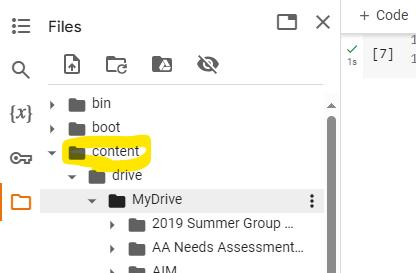 Files
+ Code
[7]
1s
{x}
bin
boot
content
drive
MyDrive
2019 Summer Group ...
AA Needs Assessment...
AIM